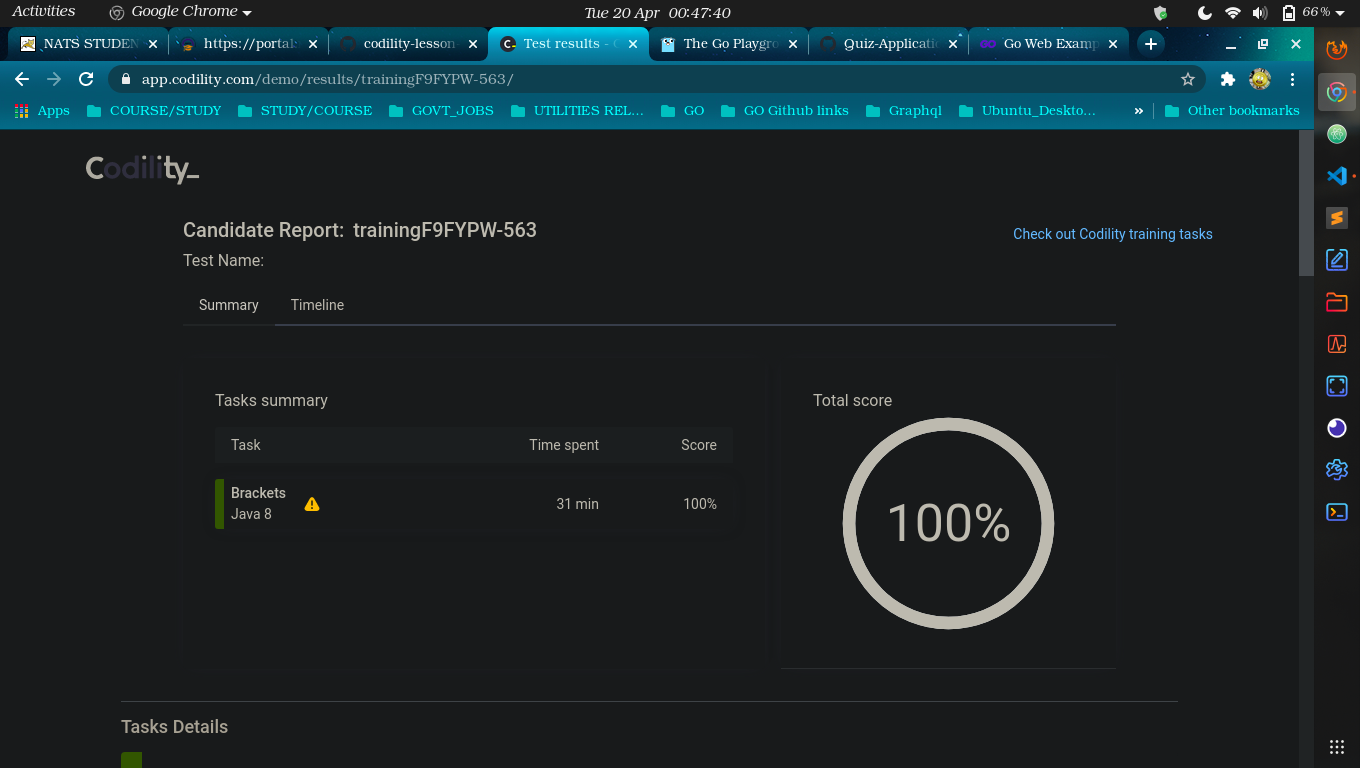 Activities Google Chrome Tue 20 Apr 00:47:40 66%
NATS STUDEN https://portal codility-lesson Test results - C The Go Playgro Quiz-Applicati Go Web Examp
app.codility.com/demo/results/trainingF9FYPW-563/
Apps COURSE/STUDY STUDY/COURSE GOVT_JOBS UTILITIES REL... GO GO Github links Graphql Ubuntu_Deskto... » Other bookmarks
Codility_
Candidate Report: trainingF9FYPW-563
Check out Codility training tasks
Test Name:
Summary Timeline
Tasks summary
Task Time spent Score
Brackets
Java 8
31 min 100%
Total score
100%
Tasks Details